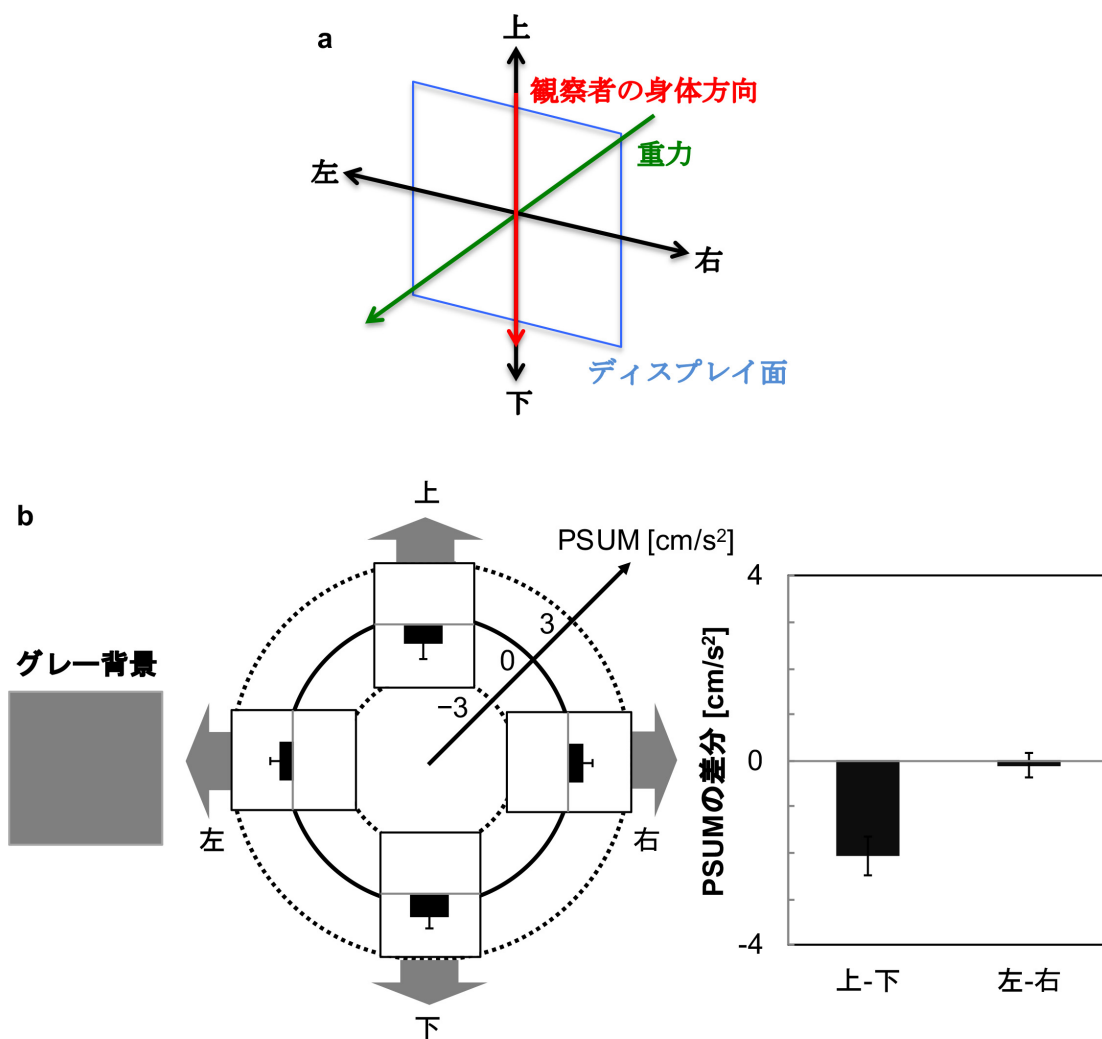 a
上
観察者の身体方向
重力
左
右
ディスプレイ面
下
b
上
PSUM [cm/s²]
3
0
−3
グレー背景
左
右
下
PSUMの差分 [cm/s²]
4
0
-4
上-下
左-右